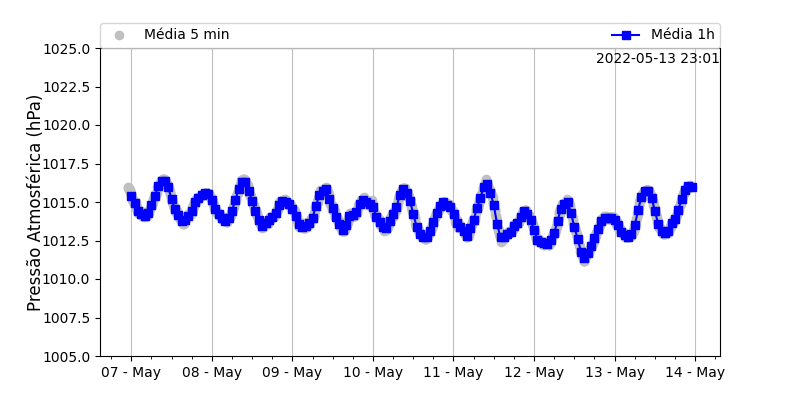 Média 5 min
Média 1h
2022-05-13 23:01
Pressão Atmosférica (hPa)
1025.0
1022.5
1020.0
1017.5
1015.0
1012.5
1010.0
1007.5
1005.0
07 - May 08 - May 09 - May 10 - May 11 - May 12 - May 13 - May 14 - May